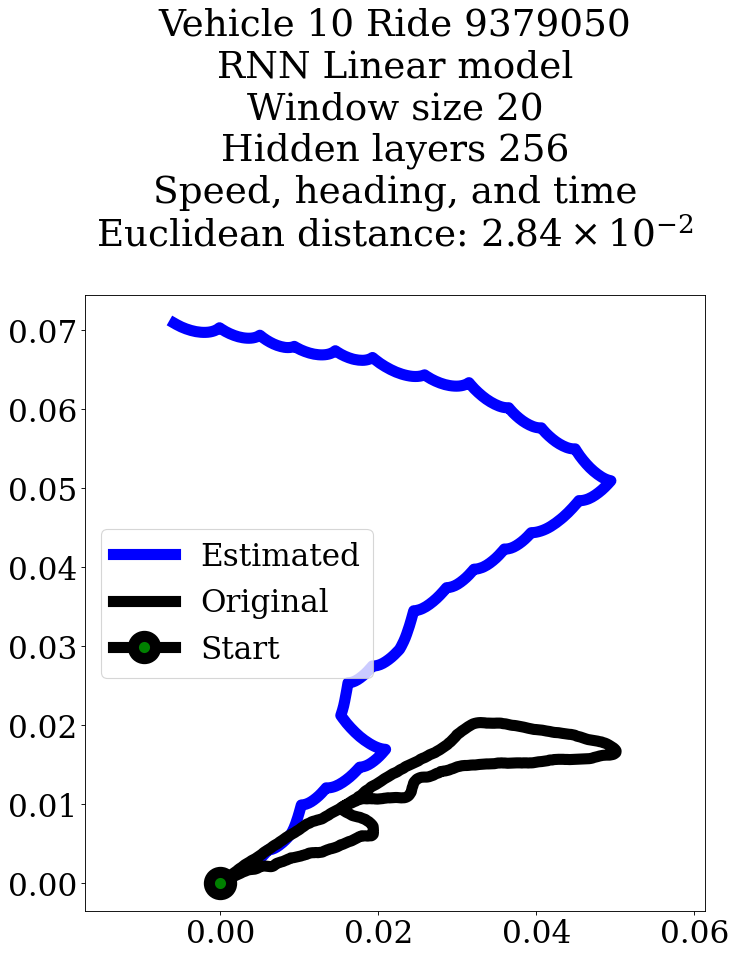 Vehicle 10 Ride 9379050
RNN Linear model
Window size 20
Hidden layers 256
Speed, heading, and time
Euclidean distance: 2.84 × 10⁻²
0.07
0.06
0.05
0.04
0.03
0.02
0.01
0.00
Estimated
Original
Start
0.00 0.02 0.04 0.06